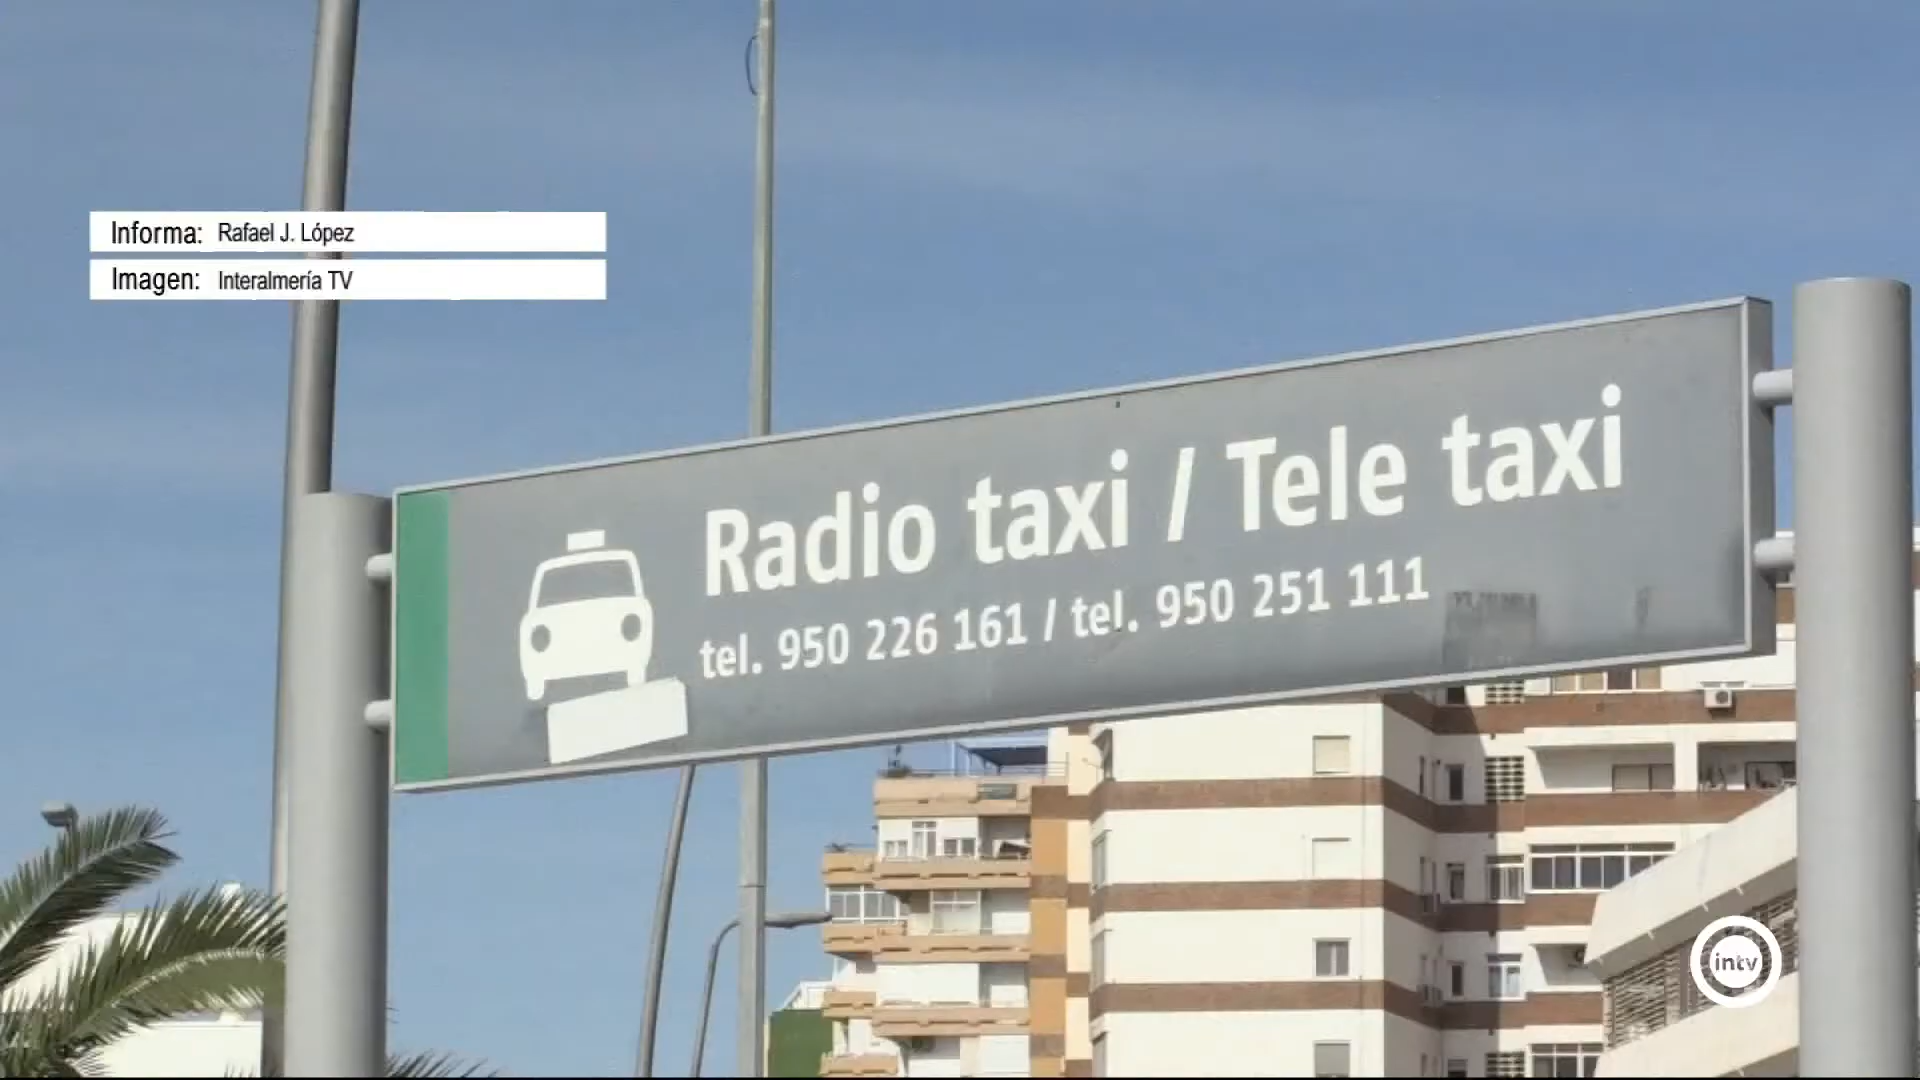 Informa: Rafael J. López
Imagen: Interalmería TV
Radio taxi / Tele taxi
tel. 950 226 161 / tel. 950 251 111
intv